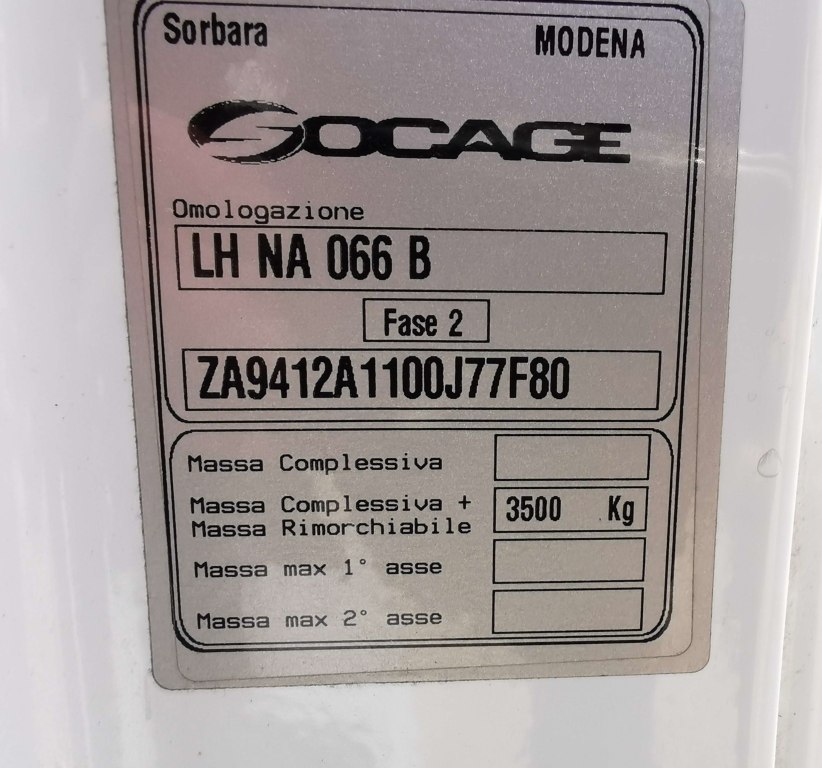 Sorbara MODENA
SOCAGE
Omologazione
LH NA 066 B
Fase 2
ZA9412A1100J77F80
Massa Complessiva
Massa Complessiva + 3500 Kg
Massa Rimorchiabile
Massa max 1° asse
Massa max 2° asse